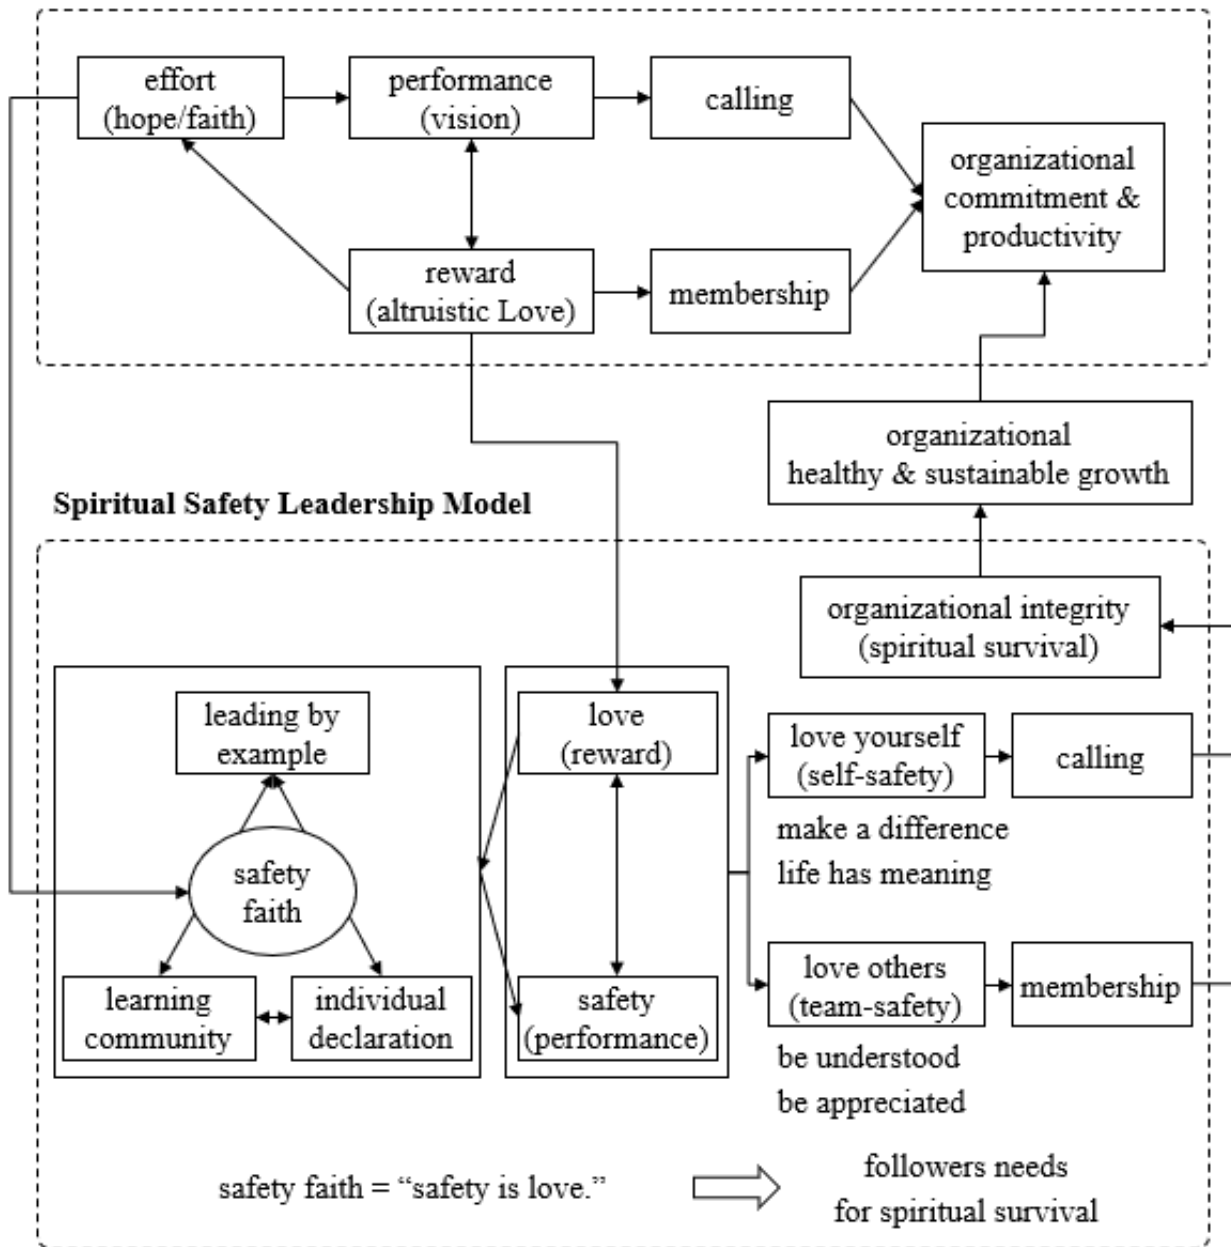 effort
(hope/faith)
performance
(vision)
calling
organizational
commitment &
productivity
reward
(altruistic Love)
membership
organizational
healthy & sustainable growth
Spiritual Safety Leadership Model
organizational integrity
(spiritual survival)
leading by
example
love
(reward)
love yourself
(self-safety)
calling
make a difference
life has meaning
safety
faith
learning
community
individual
declaration
safety
(performance)
love others
(team-safety)
membership
be understood
be appreciated
safety faith = “safety is love.”
followers needs
for spiritual survival